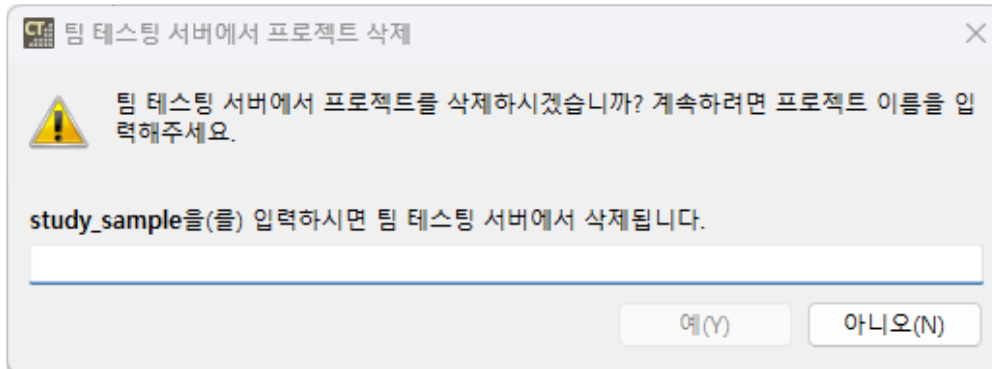 CT 팀 테스팅 서버에서 프로젝트 삭제
팀 테스팅 서버에서 프로젝트를 삭제하시겠습니까? 계속하려면 프로젝트 이름을 입
력해주세요.
study_sample을(를) 입력하시면 팀 테스팅 서버에서 삭제됩니다.
예(Y) 아니오(N)